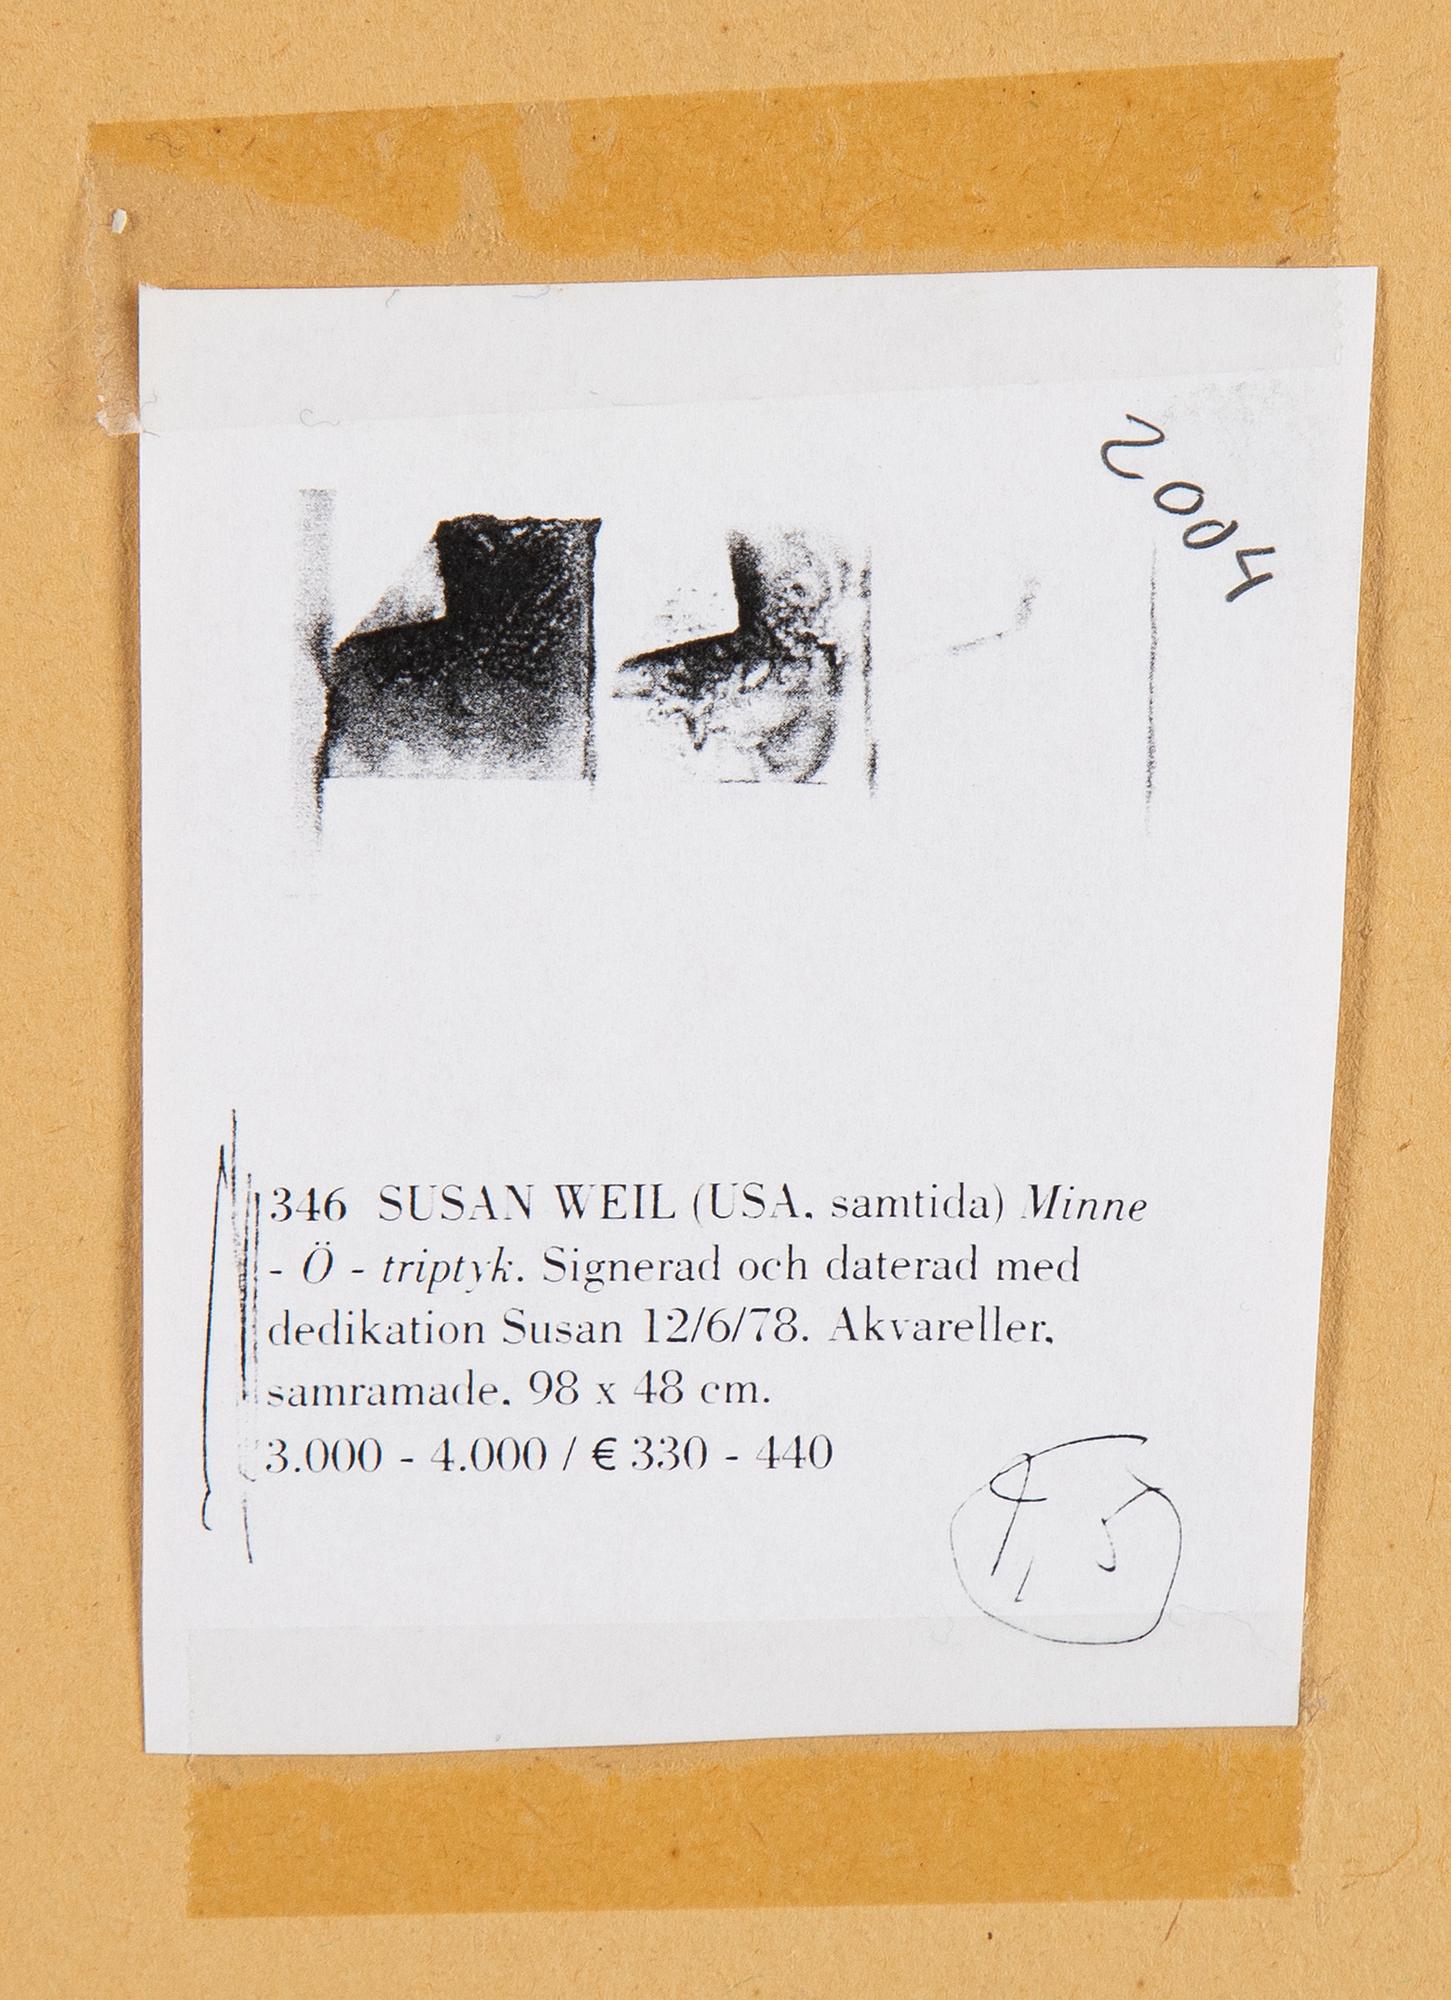 2004
346 SUSAN WEIL (USA, samtida) Minne
- Ö - triptyk. Signerad och daterad med
dedikation Susan 12/6/78. Akvareller,
samramade, 98 x 48 cm.
3.000 - 4.000 / € 330 - 440